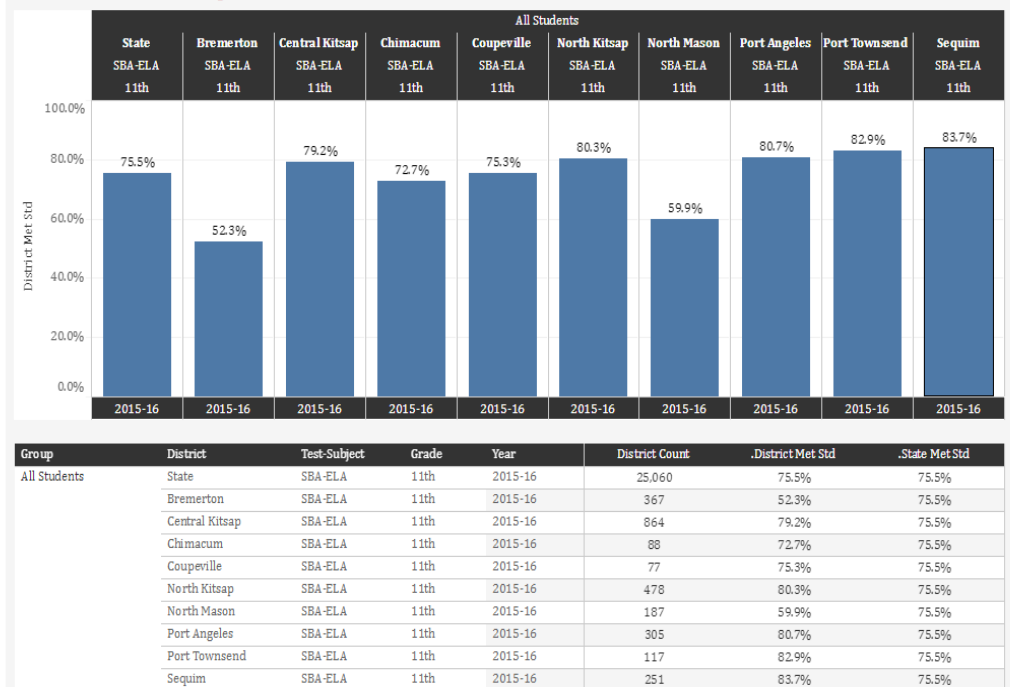 All Students
State Bremerton Central Kitsap Chimacum Coupeville North Kitsap North Mason Port Angeles Port Townsend Sequim
SBA-ELA SBA-ELA SBA-ELA SBA-ELA SBA-ELA SBA-ELA SBA-ELA SBA-ELA SBA-ELA SBA-ELA
11th 11th 11th 11th 11th 11th 11th 11th 11th 11th
District Met Std
100.0%
80.0%
60.0%
40.0%
20.0%
0.0%
75.5% 52.3% 79.2% 72.7% 75.3% 80.3% 59.9% 80.7% 82.9% 83.7%
2015-16 2015-16 2015-16 2015-16 2015-16 2015-16 2015-16 2015-16 2015-16 2015-16
Group District Test-Subject Grade Year District Count .District Met Std .State Met Std
All Students State SBA-ELA 11th 2015-16 25,060 75.5% 75.5%
Bremerton SBA-ELA 11th 2015-16 367 52.3% 75.5%
Central Kitsap SBA-ELA 11th 2015-16 864 79.2% 75.5%
Chimacum SBA-ELA 11th 2015-16 88 72.7% 75.5%
Coupeville SBA-ELA 11th 2015-16 77 75.3% 75.5%
North Kitsap SBA-ELA 11th 2015-16 478 80.3% 75.5%
North Mason SBA-ELA 11th 2015-16 187 59.9% 75.5%
Port Angeles SBA-ELA 11th 2015-16 305 80.7% 75.5%
Port Townsend SBA-ELA 11th 2015-16 117 82.9% 75.5%
Sequim SBA-ELA 11th 2015-16 251 83.7% 75.5%